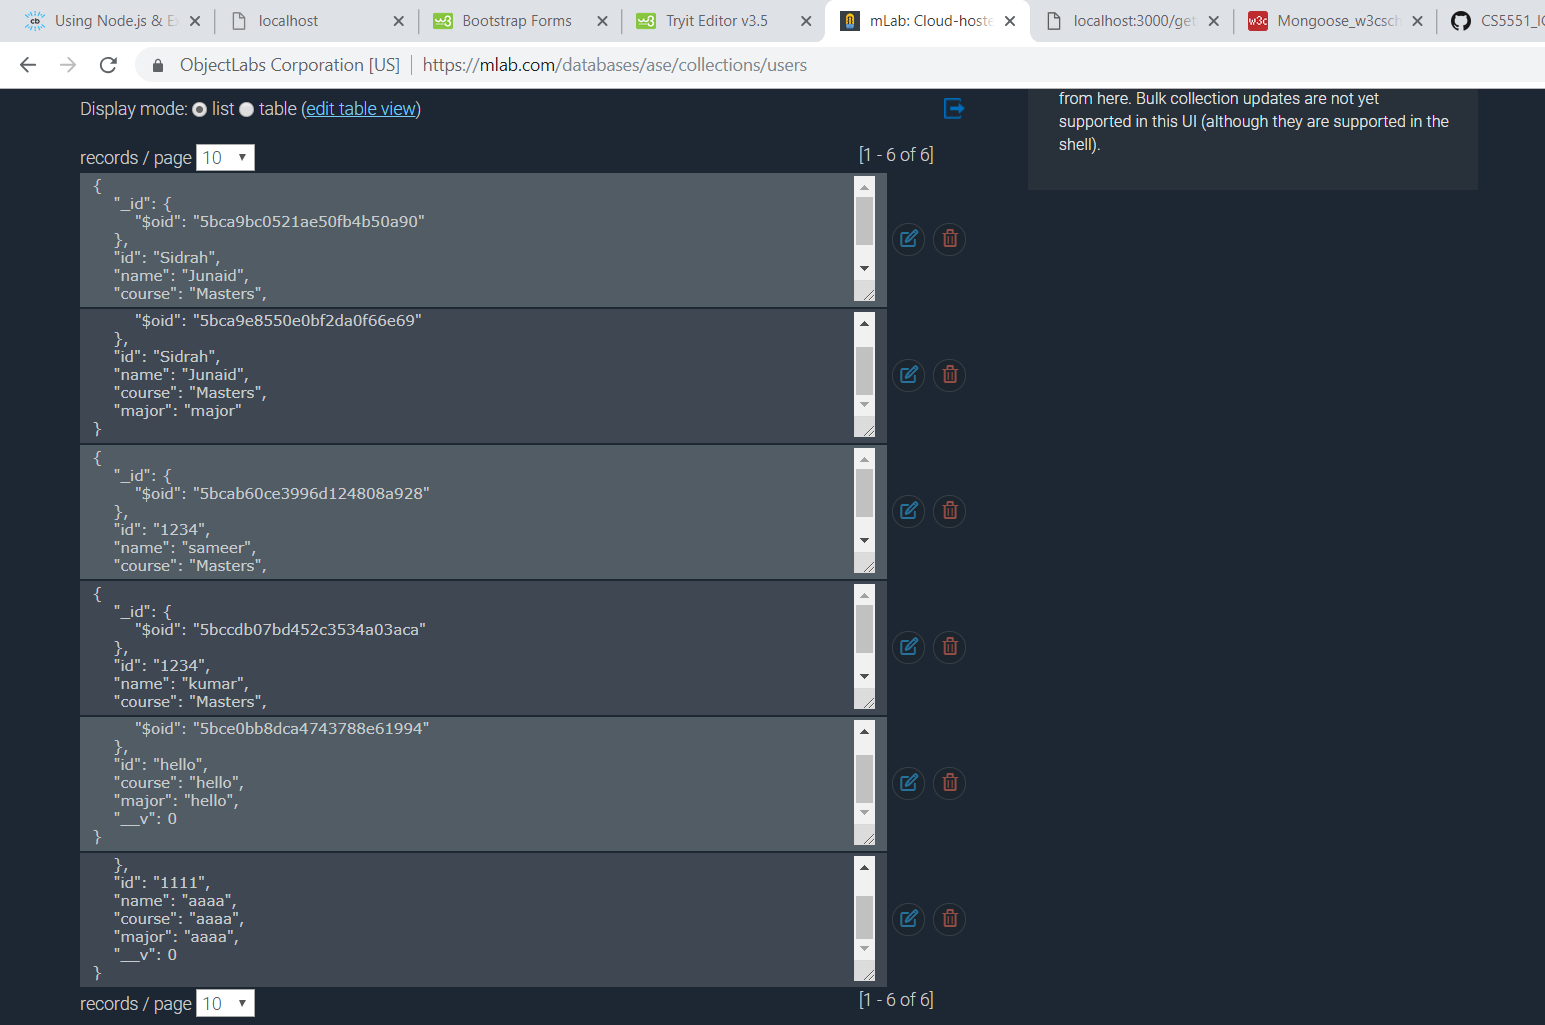 Using Node.js & Ex
localhost
Bootstrap Forms
Tryit Editor v3.5
mLab: Cloud-hoste
localhost:3000/get
Mongoose_w3csch
CS5551_IC
ObjectLabs Corporation [US] https://mlab.com/databases/ase/collections/users
Display mode: list table (edit table view)
from here. Bulk collection updates are not yet
supported in this UI (although they are supported in the
shell).
records / page 10 [1 - 6 of 6]
{
"_id": {
"$oid": "5bca9bc0521ae50fb4b50a90"
},
"id": "Sidrah",
"name": "Junaid",
"course": "Masters",
"$oid": "5bca9e8550e0bf2da0f66e69"
},
"id": "Sidrah",
"name": "Junaid",
"course": "Masters",
"major": "major"
}
{
"_id": {
"$oid": "5bcab60ce3996d124808a928"
},
"id": "1234",
"name": "sameer",
"course": "Masters",
{
"_id": {
"$oid": "5bccdb07bd452c3534a03aca"
},
"id": "1234",
"name": "kumar",
"course": "Masters",
"$oid": "5bce0bb8dca4743788e61994"
},
"id": "hello",
"course": "hello",
"major": "hello",
"__v": 0
}
},
"id": "1111",
"name": "aaaa",
"course": "aaaa",
"major": "aaaa",
"__v": 0
}
records / page 10 [1 - 6 of 6]